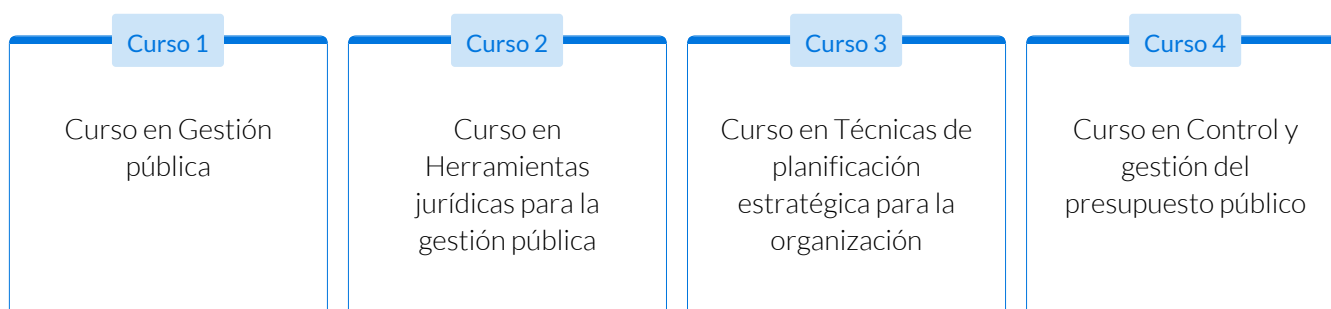 Curso 1
Curso en Gestión
pública
Curso 2
Curso en
Herramientas
jurídicas para la
gestión pública
Curso 3
Curso en Técnicas de
planificación
estratégica para la
organización
Curso 4
Curso en Control y
gestión del
presupuesto público